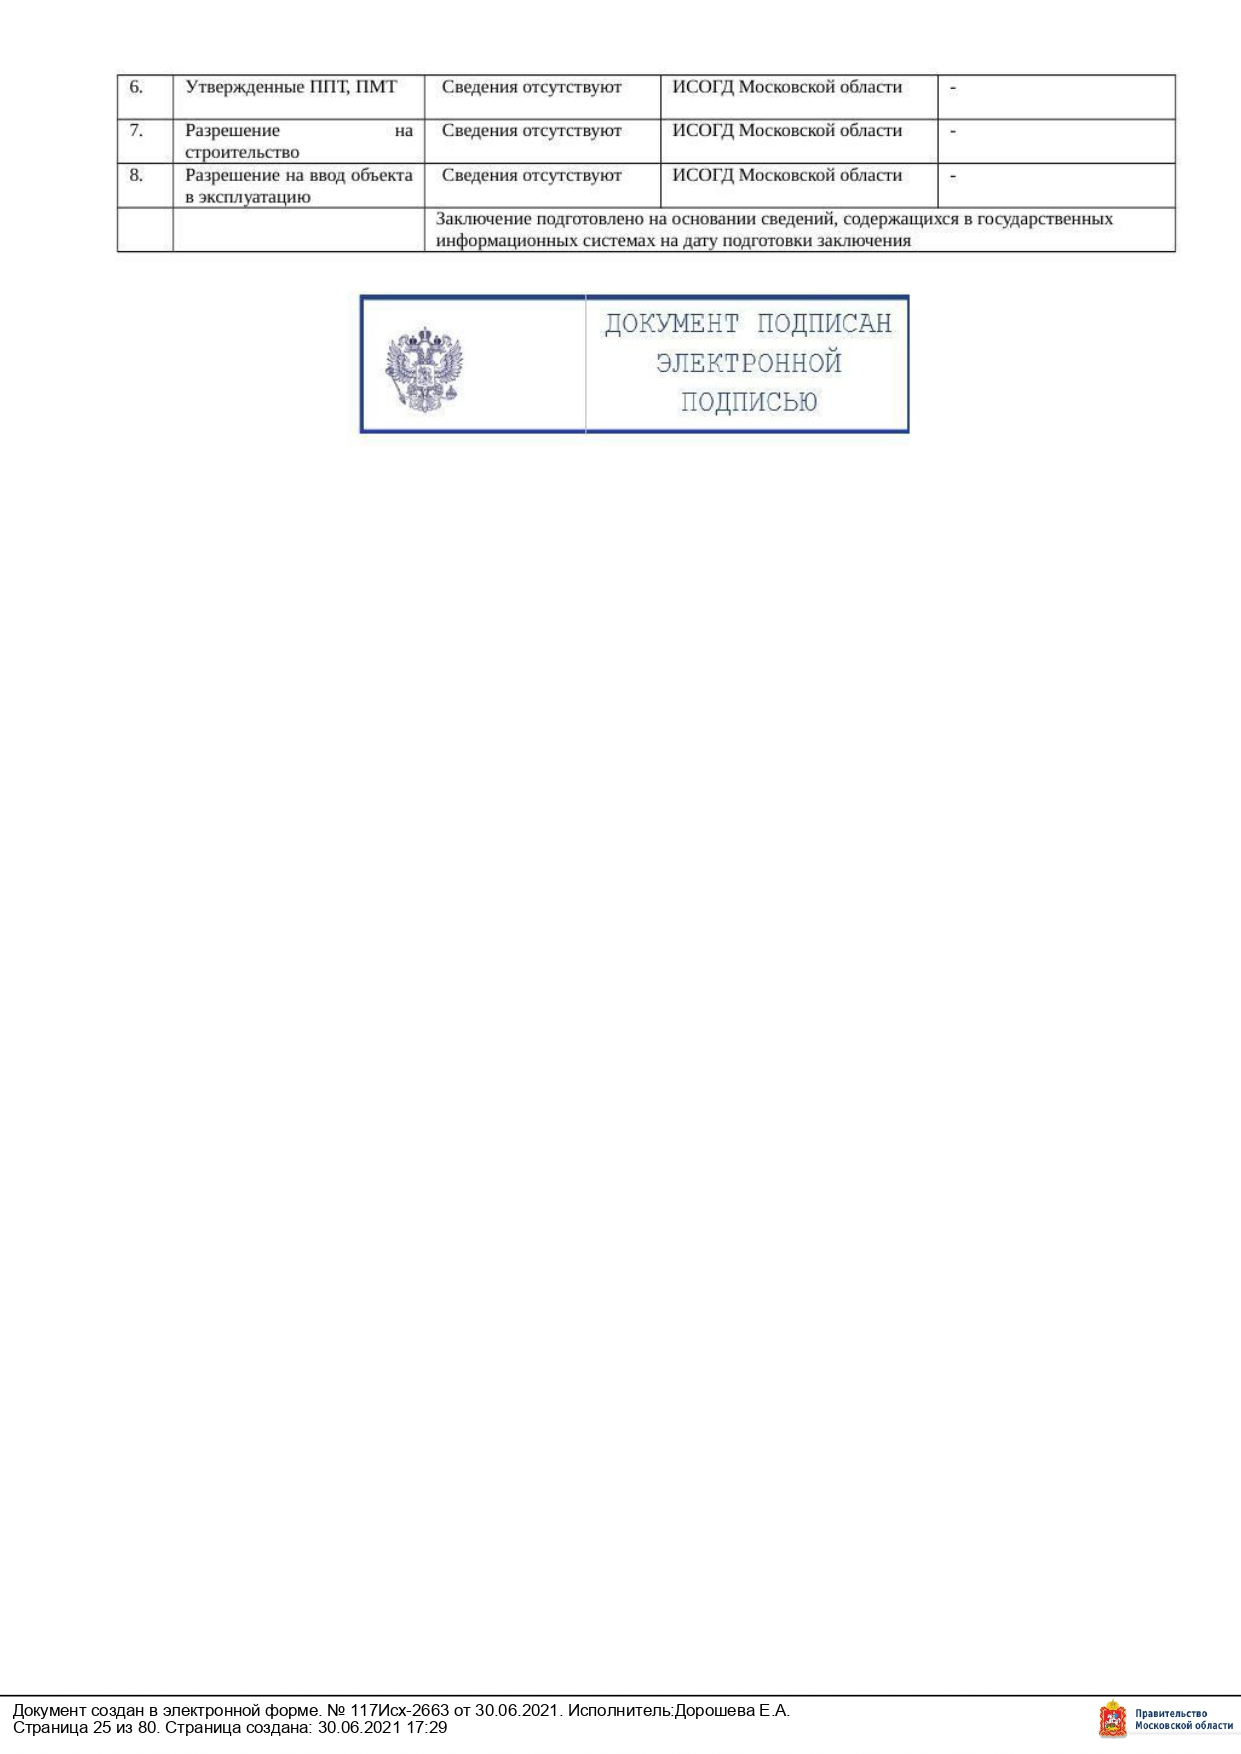 6. Утвержденные ППТ, ПМТ Сведения отсутствуют ИСОГД Московской области -
7. Разрешение на Сведения отсутствуют ИСОГД Московской области -
строительство
8. Разрешение на ввод объекта Сведения отсутствуют ИСОГД Московской области -
в эксплуатацию
Заключение подготовлено на основании сведений, содержащихся в государственных
информационных системах на дату подготовки заключения
ДОКУМЕНТ ПОДПИСАН
ЭЛЕКТРОННОЙ
ПОДПИСЬЮ
Документ создан в электронной форме. № 117Исх-2663 от 30.06.2021. Исполнитель:Дорошева Е.А.
Страница 25 из 80. Страница создана: 30.06.2021 17:29
Правительство
Московской области